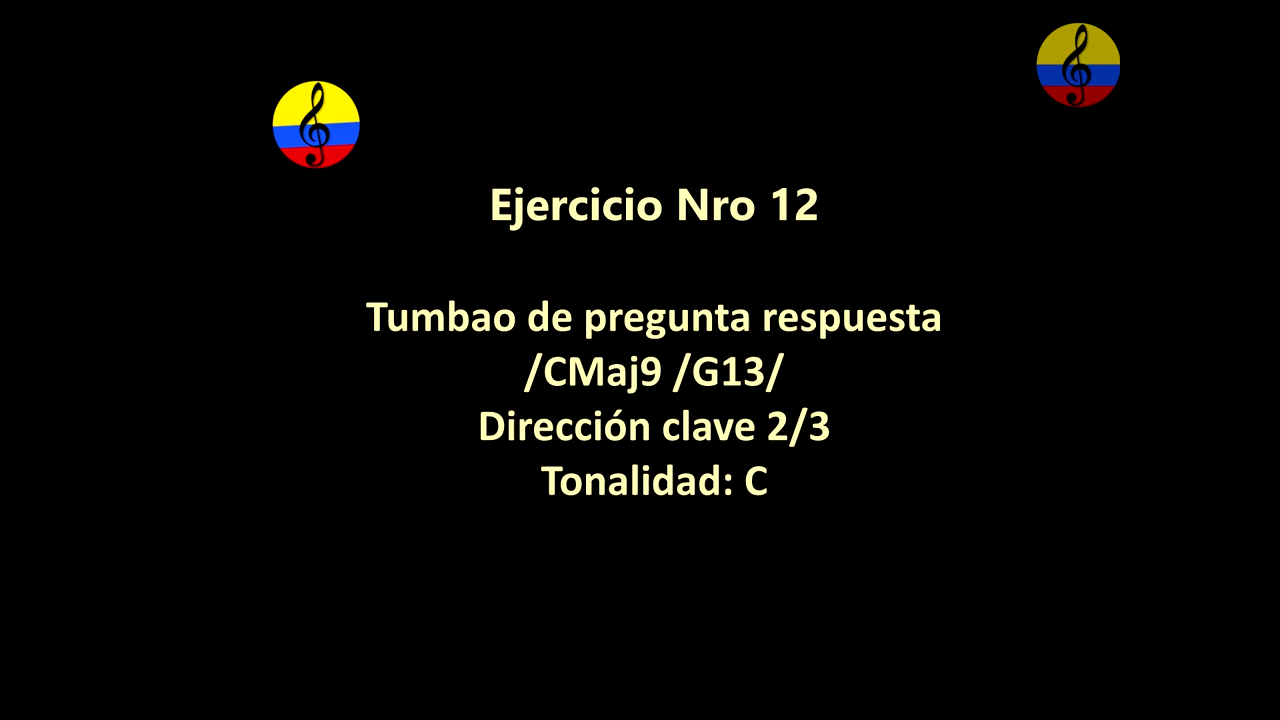 Ejercicio Nro 12
Tumbao de pregunta respuesta
/CMaj9 /G13/
Dirección clave 2/3
Tonalidad: C